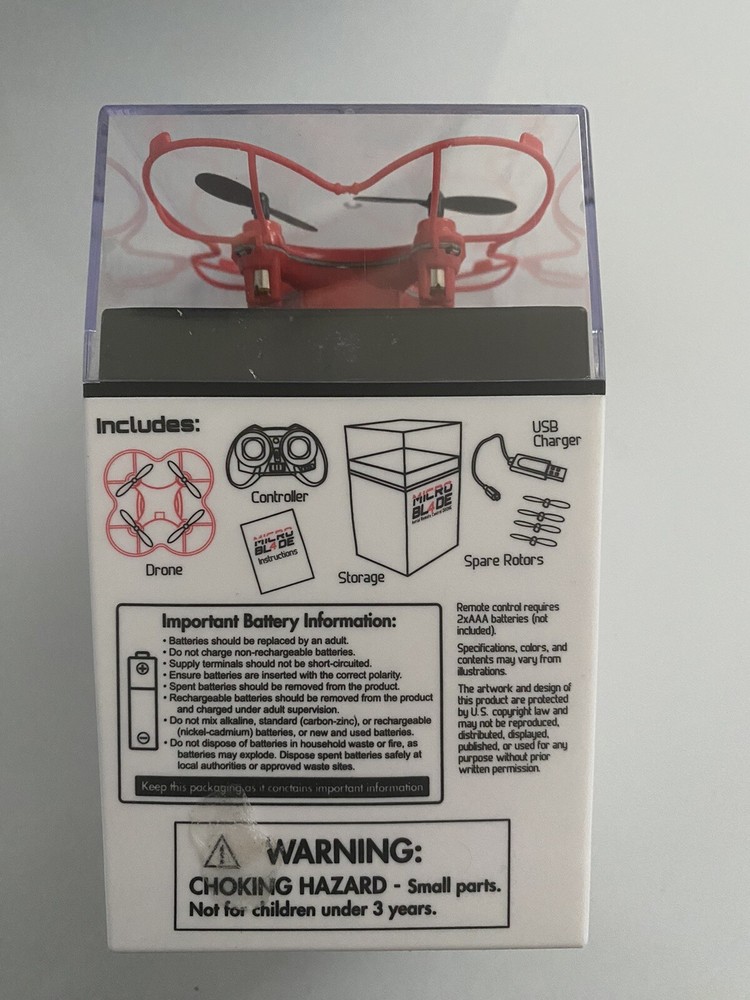 Includes:
USB
Charger
Controller
MICRO
BL4DE
MICRO
BL4DE
Instructions
Spare Rotors
Drone
Storage
Important Battery Information:
• Batteries should be replaced by an adult.
• Do not charge non-rechargeable batteries.
• Supply terminals should not be short-circuited.
• Ensure batteries are inserted with the correct polarity.
• Spent batteries should be removed from the product.
• Rechargeable batteries should be removed from the product
and charged under adult supervision.
• Do not mix alkaline, standard (carbon-zinc), or rechargeable
(nickel-cadmium) batteries, or new and used batteries.
• Do not dispose of batteries in household waste or fire, as
batteries may explode. Dispose spent batteries safely at
local authorities or approved waste sites.
Keep this packaging as it conctains important information
Remote control requires
2xAAA batteries (not
included).
Specifications, colors, and
contents may vary from
illustrations.
The artwork and design of
this product are protected
by U.S. copyright law and
may not be reproduced,
distributed, displayed,
published, or used for any
purpose without prior
written permission.
WARNING:
CHOKING HAZARD - Small parts.
Not for children under 3 years.